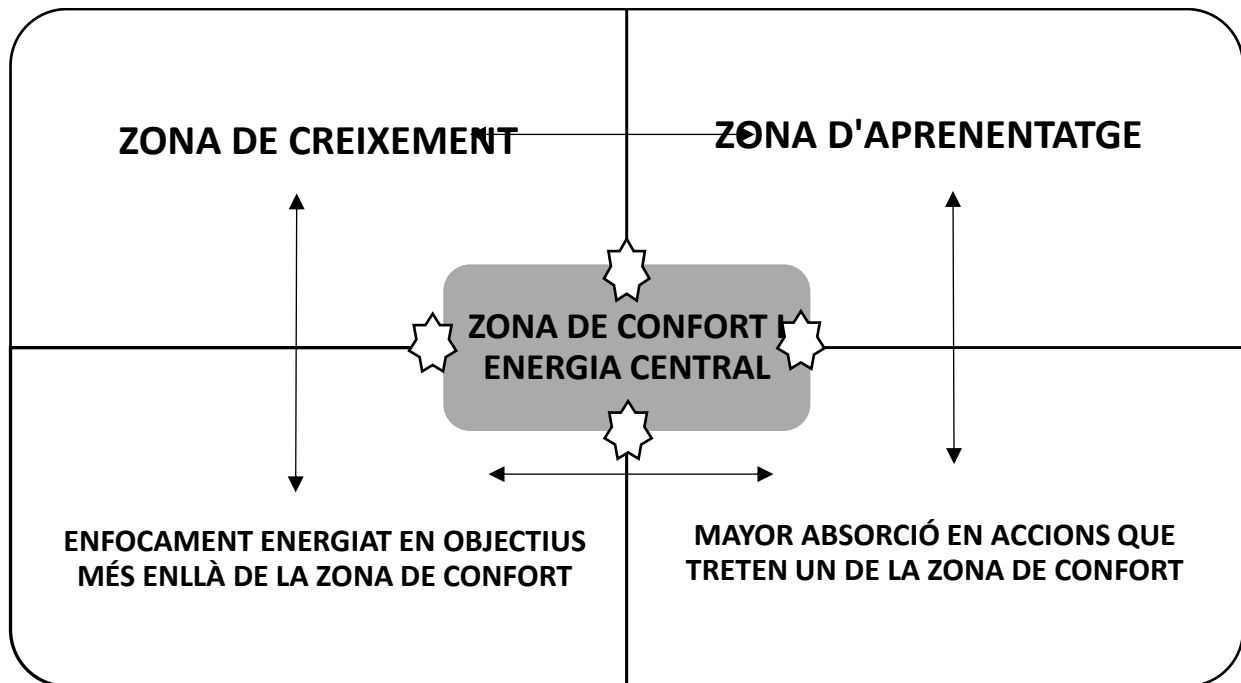 ZONA DE CREIXEMENT
ZONA D'APRENENTATGE
ZONA DE CONFORT I
ENERGIA CENTRAL
ENFOCAMENT ENERGIAT EN OBJECTIUS
MÉS ENLLÀ DE LA ZONA DE CONFORT
MAYOR ABSORCIÓ EN ACCIONS QUE
TRETEN UN DE LA ZONA DE CONFORT